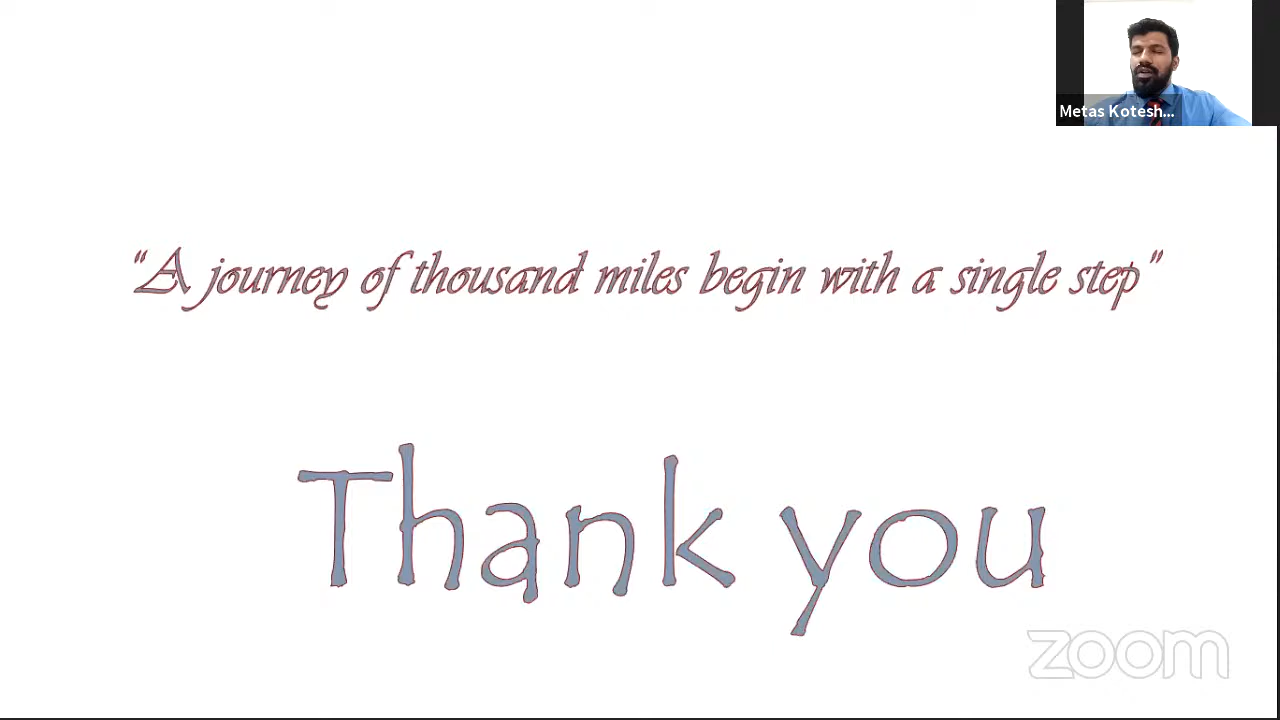 Metas Kotesh...
“A journey of thousand miles begin with a single step”
Thank you
zoom